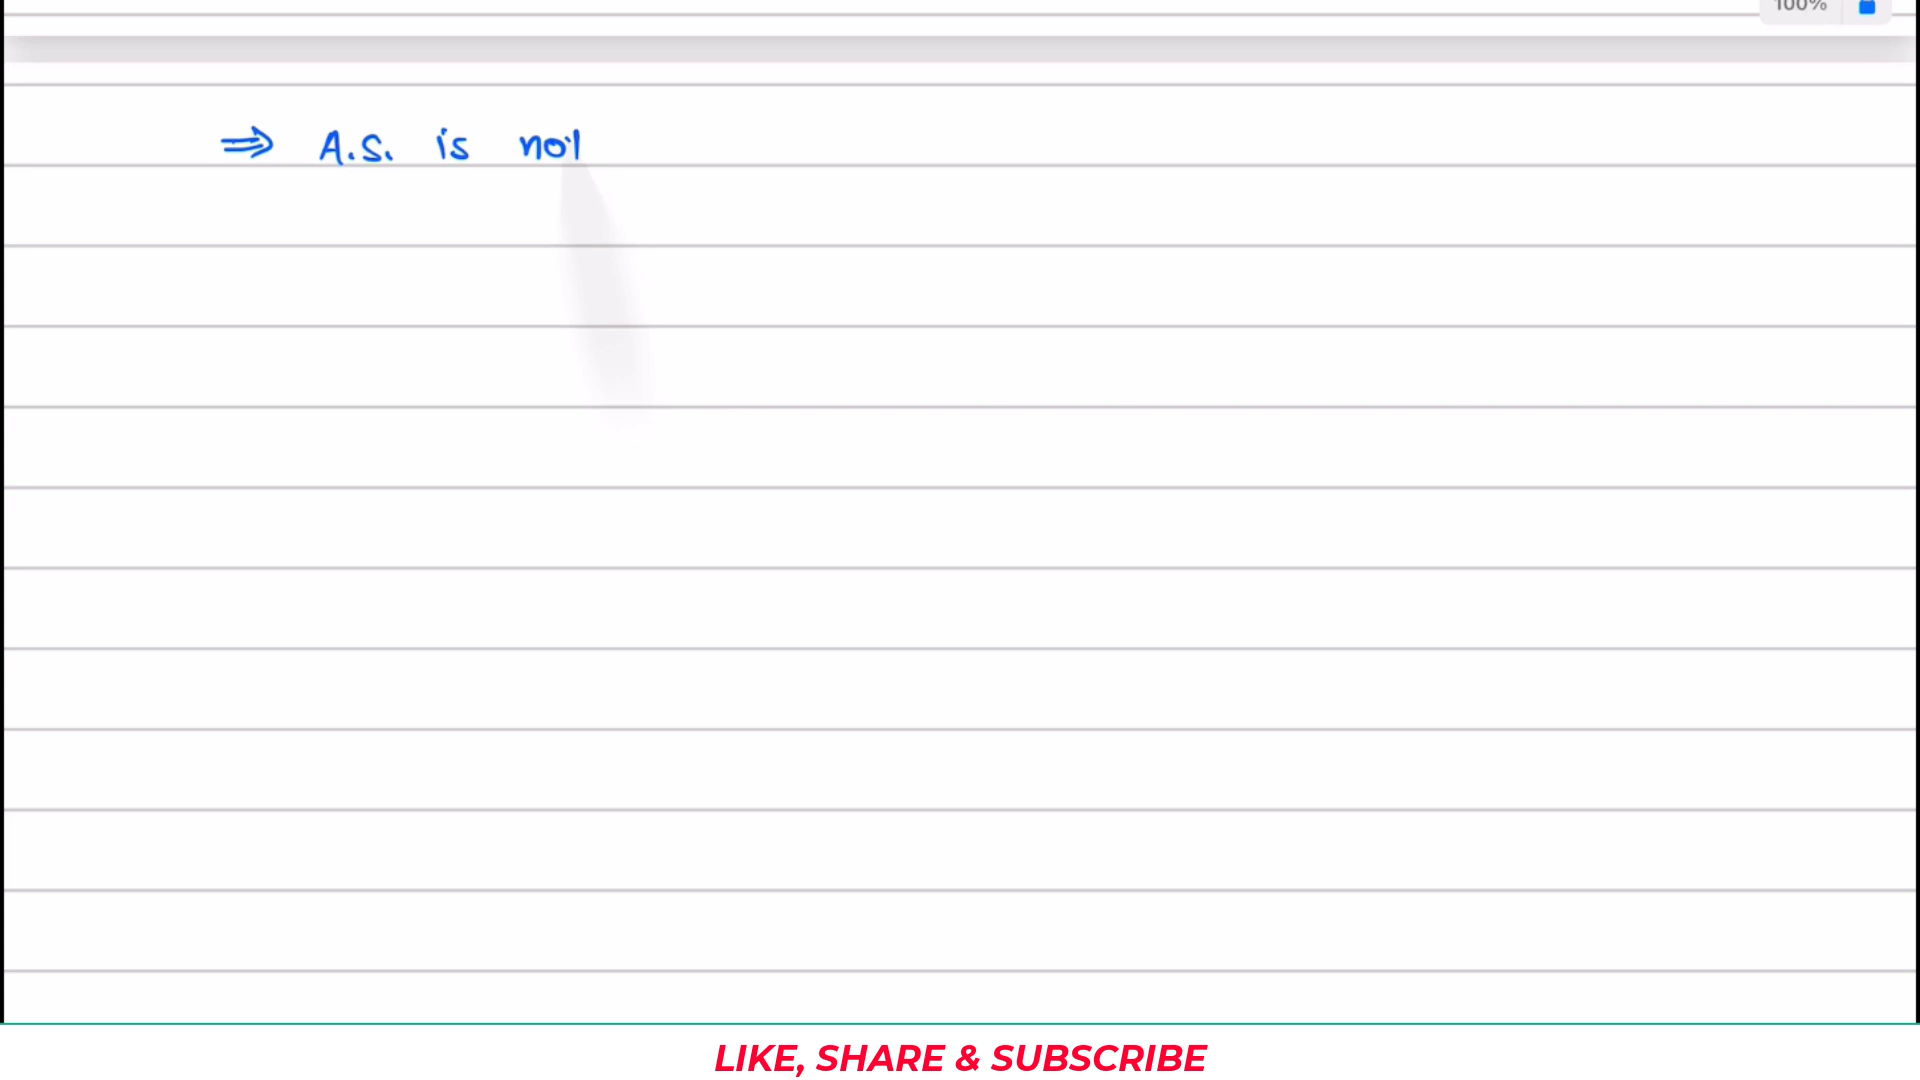 100%
⇒ A.S. is not
LIKE, SHARE & SUBSCRIBE